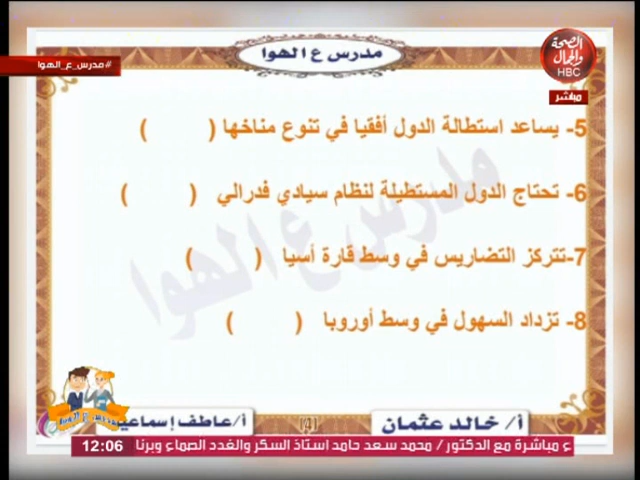 مدرس ع الهوا
الصحة والجمال
HBC
#مدرس_ع_الهوا
مباشر
5- يساعد استطالة الدول أفقيا في تنوع مناخها ( )
6- تحتاج الدول المستطيلة لنظام سيادي فدرالي ( )
7-تتركز التضاريس في وسط قارة أسيا ( )
8- تزداد السهول في وسط أوروبا ( )
مدرس ع الهوا
أ/ خالد عثمان
أ/عاطف إسماعيل
12:06
ع مباشرة مع الدكتور / محمد سعد حامد استاذ السكر والغدد الصماء وبرنا